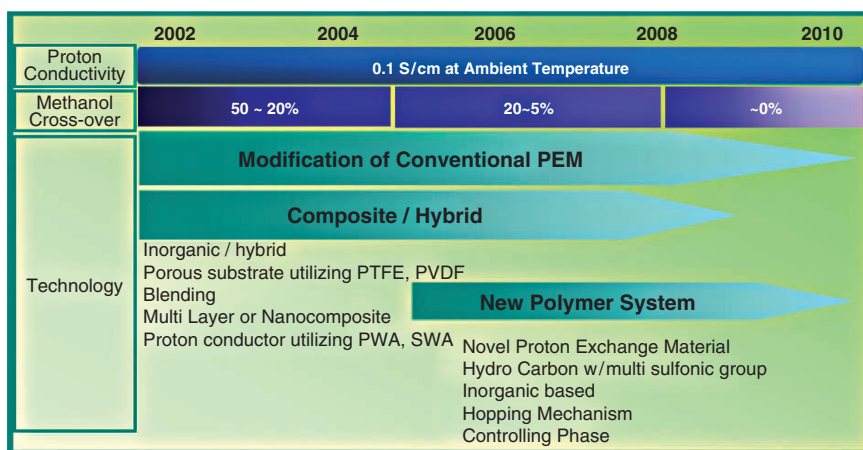 2002 2004 2006 2008 2010
Proton
Conductivity
0.1 S/cm at Ambient Temperature
Methanol
Cross-over
50 ~ 20% 20~5% ~0%
Technology
Modification of Conventional PEM
Composite / Hybrid
Inorganic / hybrid
Porous substrate utilizing PTFE, PVDF
Blending
Multi Layer or Nanocomposite
Proton conductor utilizing PWA, SWA
New Polymer System
Novel Proton Exchange Material
Hydro Carbon w/multi sulfonic group
Inorganic based
Hopping Mechanism
Controlling Phase